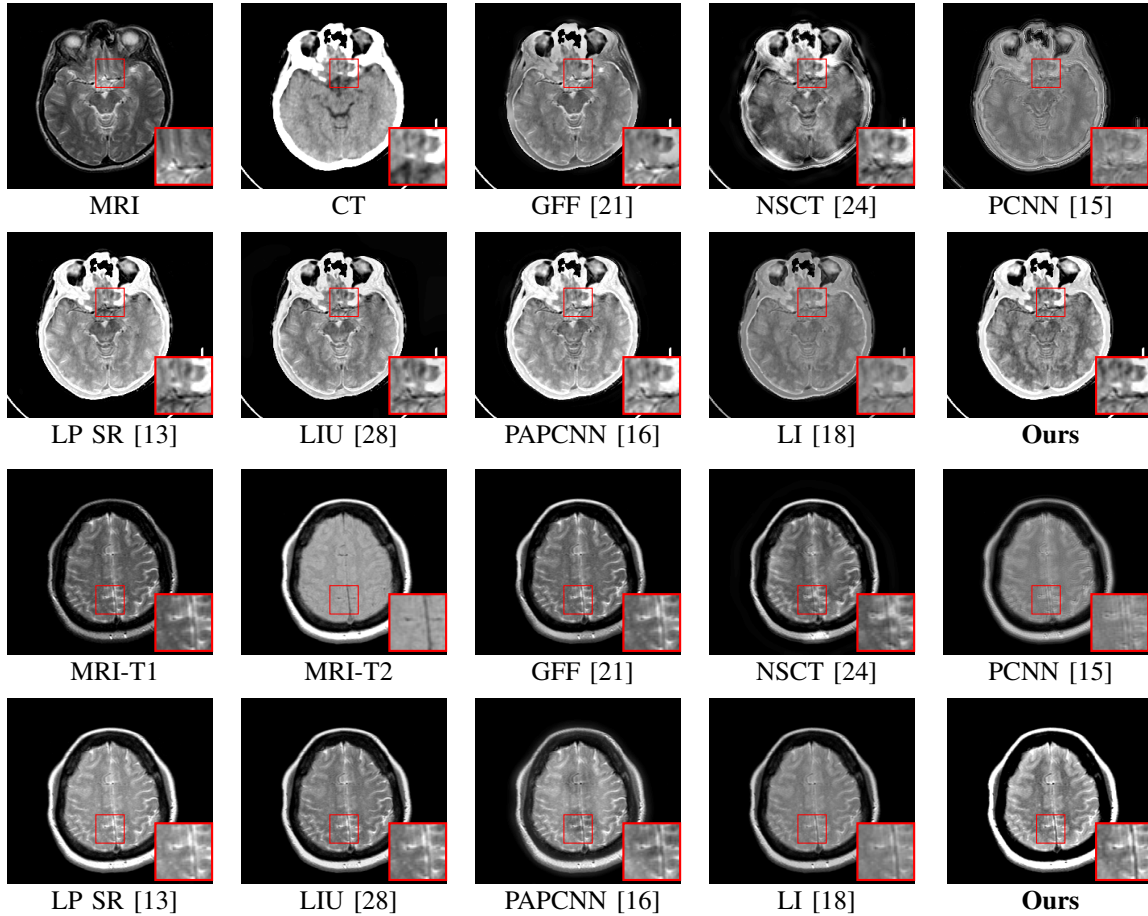 MRI CT GFF [21] NSCT [24] PCNN [15]
LP SR [13] LIU [28] PAPCNN [16] LI [18] Ours
MRI-T1 MRI-T2 GFF [21] NSCT [24] PCNN [15]
LP SR [13] LIU [28] PAPCNN [16] LI [18] Ours